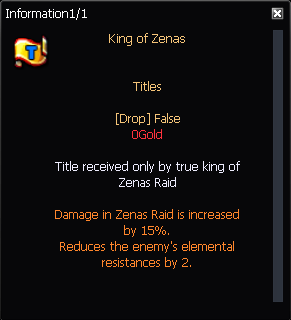 Information1/1
King of Zenas
T
Titles
[Drop] False
0Gold
Title received only by true king of
Zenas Raid
Damage in Zenas Raid is increased
by 15%.
Reduces the enemy's elemental
resistances by 2.